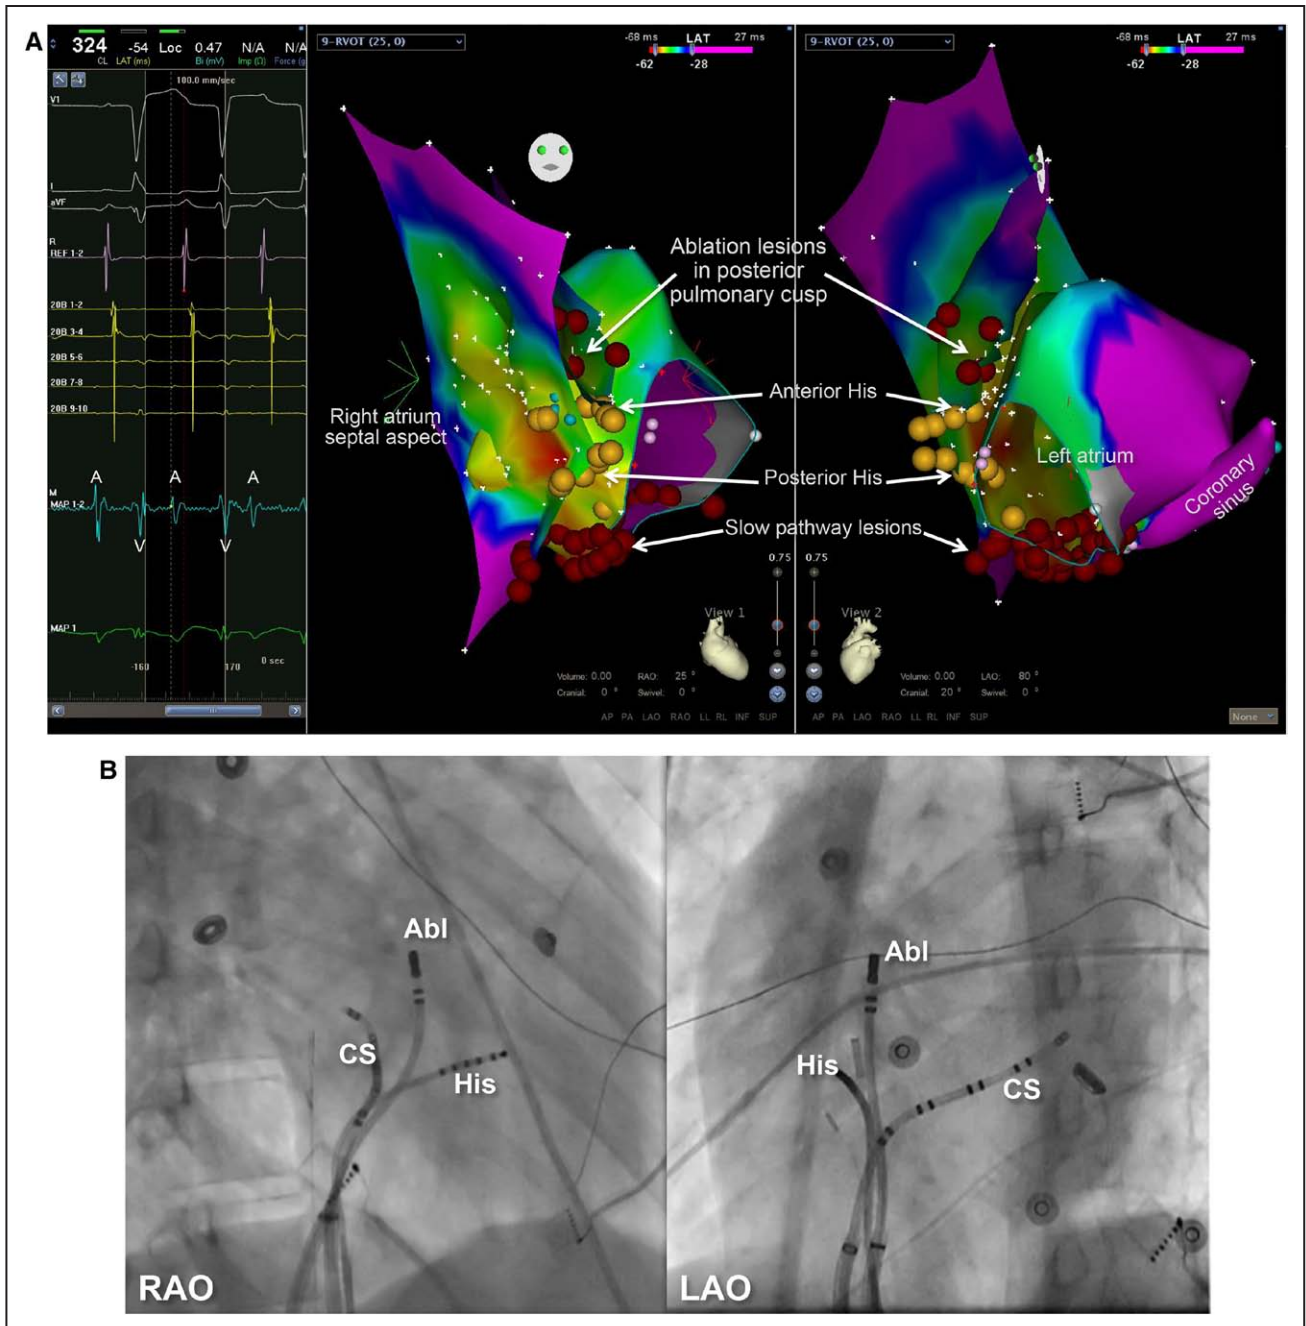 A
324 -54 Loc 0.47 N/A N/A
CL LAT (ms) Bi (mV) Imp (Ω) Force (g
100.0 mm/sec
V1
I
aVF
R
REF 1-2
20B 1-2
20B 3-4
20B 5-6
20B 7-8
20B 9-10
A A A
M
MAP 1-2
V V
MAP 1
-160 170 0 sec
9-RVOT (25, 0)
-68 ms LAT 27 ms
-62 -28
9-RVOT (25, 0)
-68 ms LAT 27 ms
-62 -28
Ablation lesions
in posterior
pulmonary cusp
Right atrium
septal aspect
Anterior His
Left atrium
Posterior His
Coronary
sinus
Slow pathway lesions
0.75 0.75
View 1
View 2
Volume: 0.00 RAO: 25 °
Cranial: 0 ° Swivel: 0 °
AP PA LAO RAO LL RL INF SUP
Volume: 0.00 LAO: 80 °
Cranial: 20 ° Swivel: 0 °
AP PA LAO RAO LL RL INF SUP
None
B
Abl
CS
His
RAO
Abl
His
CS
LAO